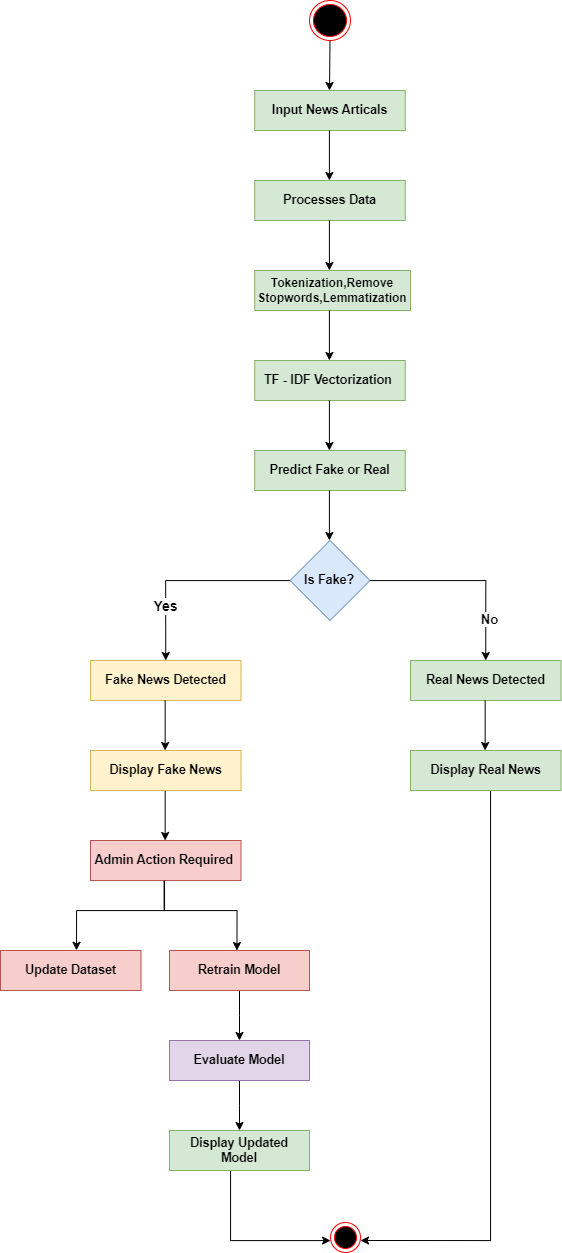 Input News Articals
Processes Data
Tokenization,Remove
Stopwords,Lemmatization
TF - IDF Vectorization
Predict Fake or Real
Is Fake?
Yes
No
Fake News Detected
Real News Detected
Display Fake News
Display Real News
Admin Action Required
Update Dataset
Retrain Model
Evaluate Model
Display Updated
Model